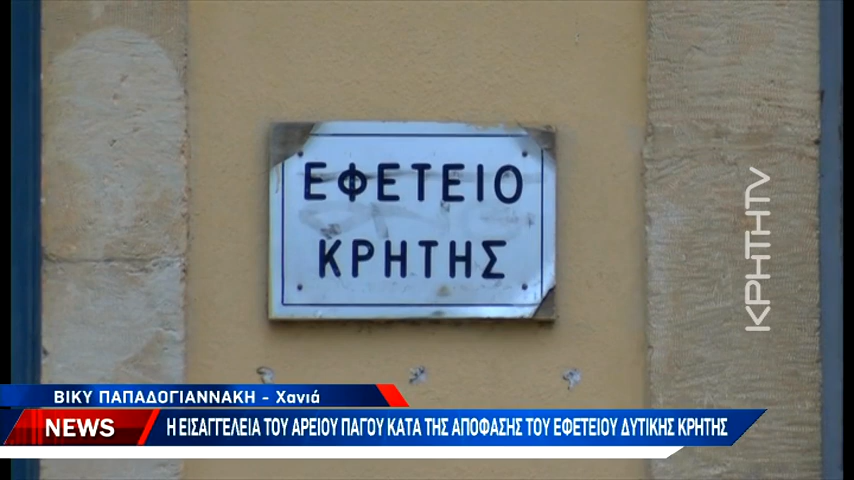 ΕΦΕΤΕΙΟ
ΚΡΗΤΗΣ
ΚΡΗΤΗTV
ΒΙΚΥ ΠΑΠΑΔΟΓΙΑΝΝΑΚΗ - Χανιά
NEWS
Η ΕΙΣΑΓΓΕΛΕΙΑ ΤΟΥ ΑΡΕΙΟΥ ΠΑΓΟΥ ΚΑΤΑ ΤΗΣ ΑΠΟΦΑΣΗΣ ΤΟΥ ΕΦΕΤΕΙΟΥ ΔΥΤΙΚΗΣ ΚΡΗΤΗΣ